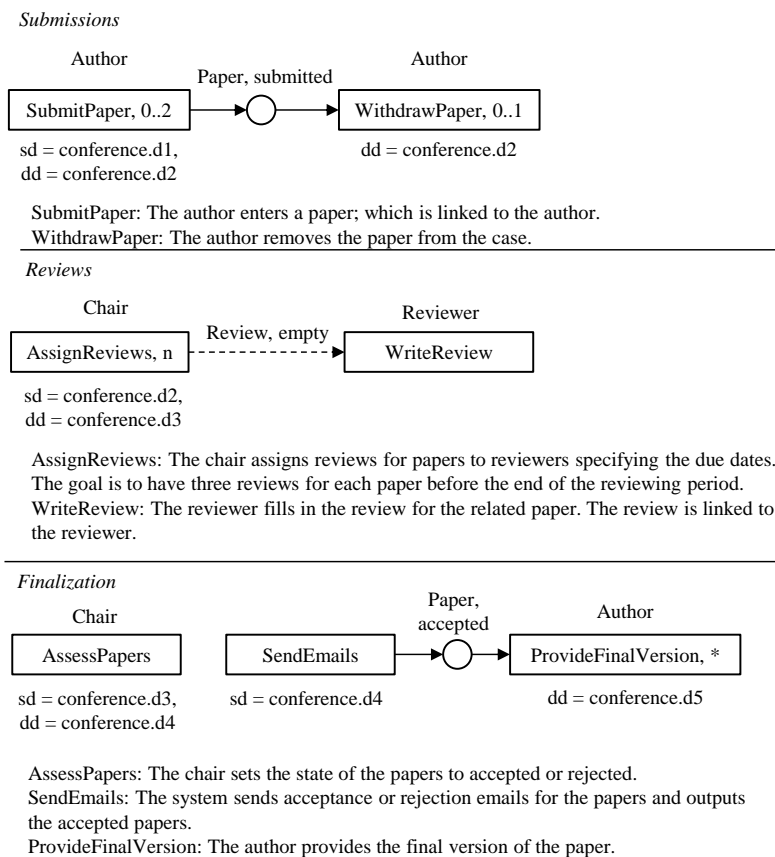 Submissions
Author
Author
Paper, submitted
SubmitPaper, 0..2
WithdrawPaper, 0..1
sd = conference.d1,
dd = conference.d2
dd = conference.d2
SubmitPaper: The author enters a paper; which is linked to the author.
WithdrawPaper: The author removes the paper from the case.
Reviews
Chair
Reviewer
Review, empty
AssignReviews, n
WriteReview
sd = conference.d2,
dd = conference.d3
AssignReviews: The chair assigns reviews for papers to reviewers specifying the due dates.
The goal is to have three reviews for each paper before the end of the reviewing period.
WriteReview: The reviewer fills in the review for the related paper. The review is linked to
the reviewer.
Finalization
Chair
Paper,
accepted
Author
AssessPapers
SendEmails
ProvideFinalVersion, *
sd = conference.d3,
dd = conference.d4
sd = conference.d4
dd = conference.d5
AssessPapers: The chair sets the state of the papers to accepted or rejected.
SendEmails: The system sends acceptance or rejection emails for the papers and outputs
the accepted papers.
ProvideFinalVersion: The author provides the final version of the paper.